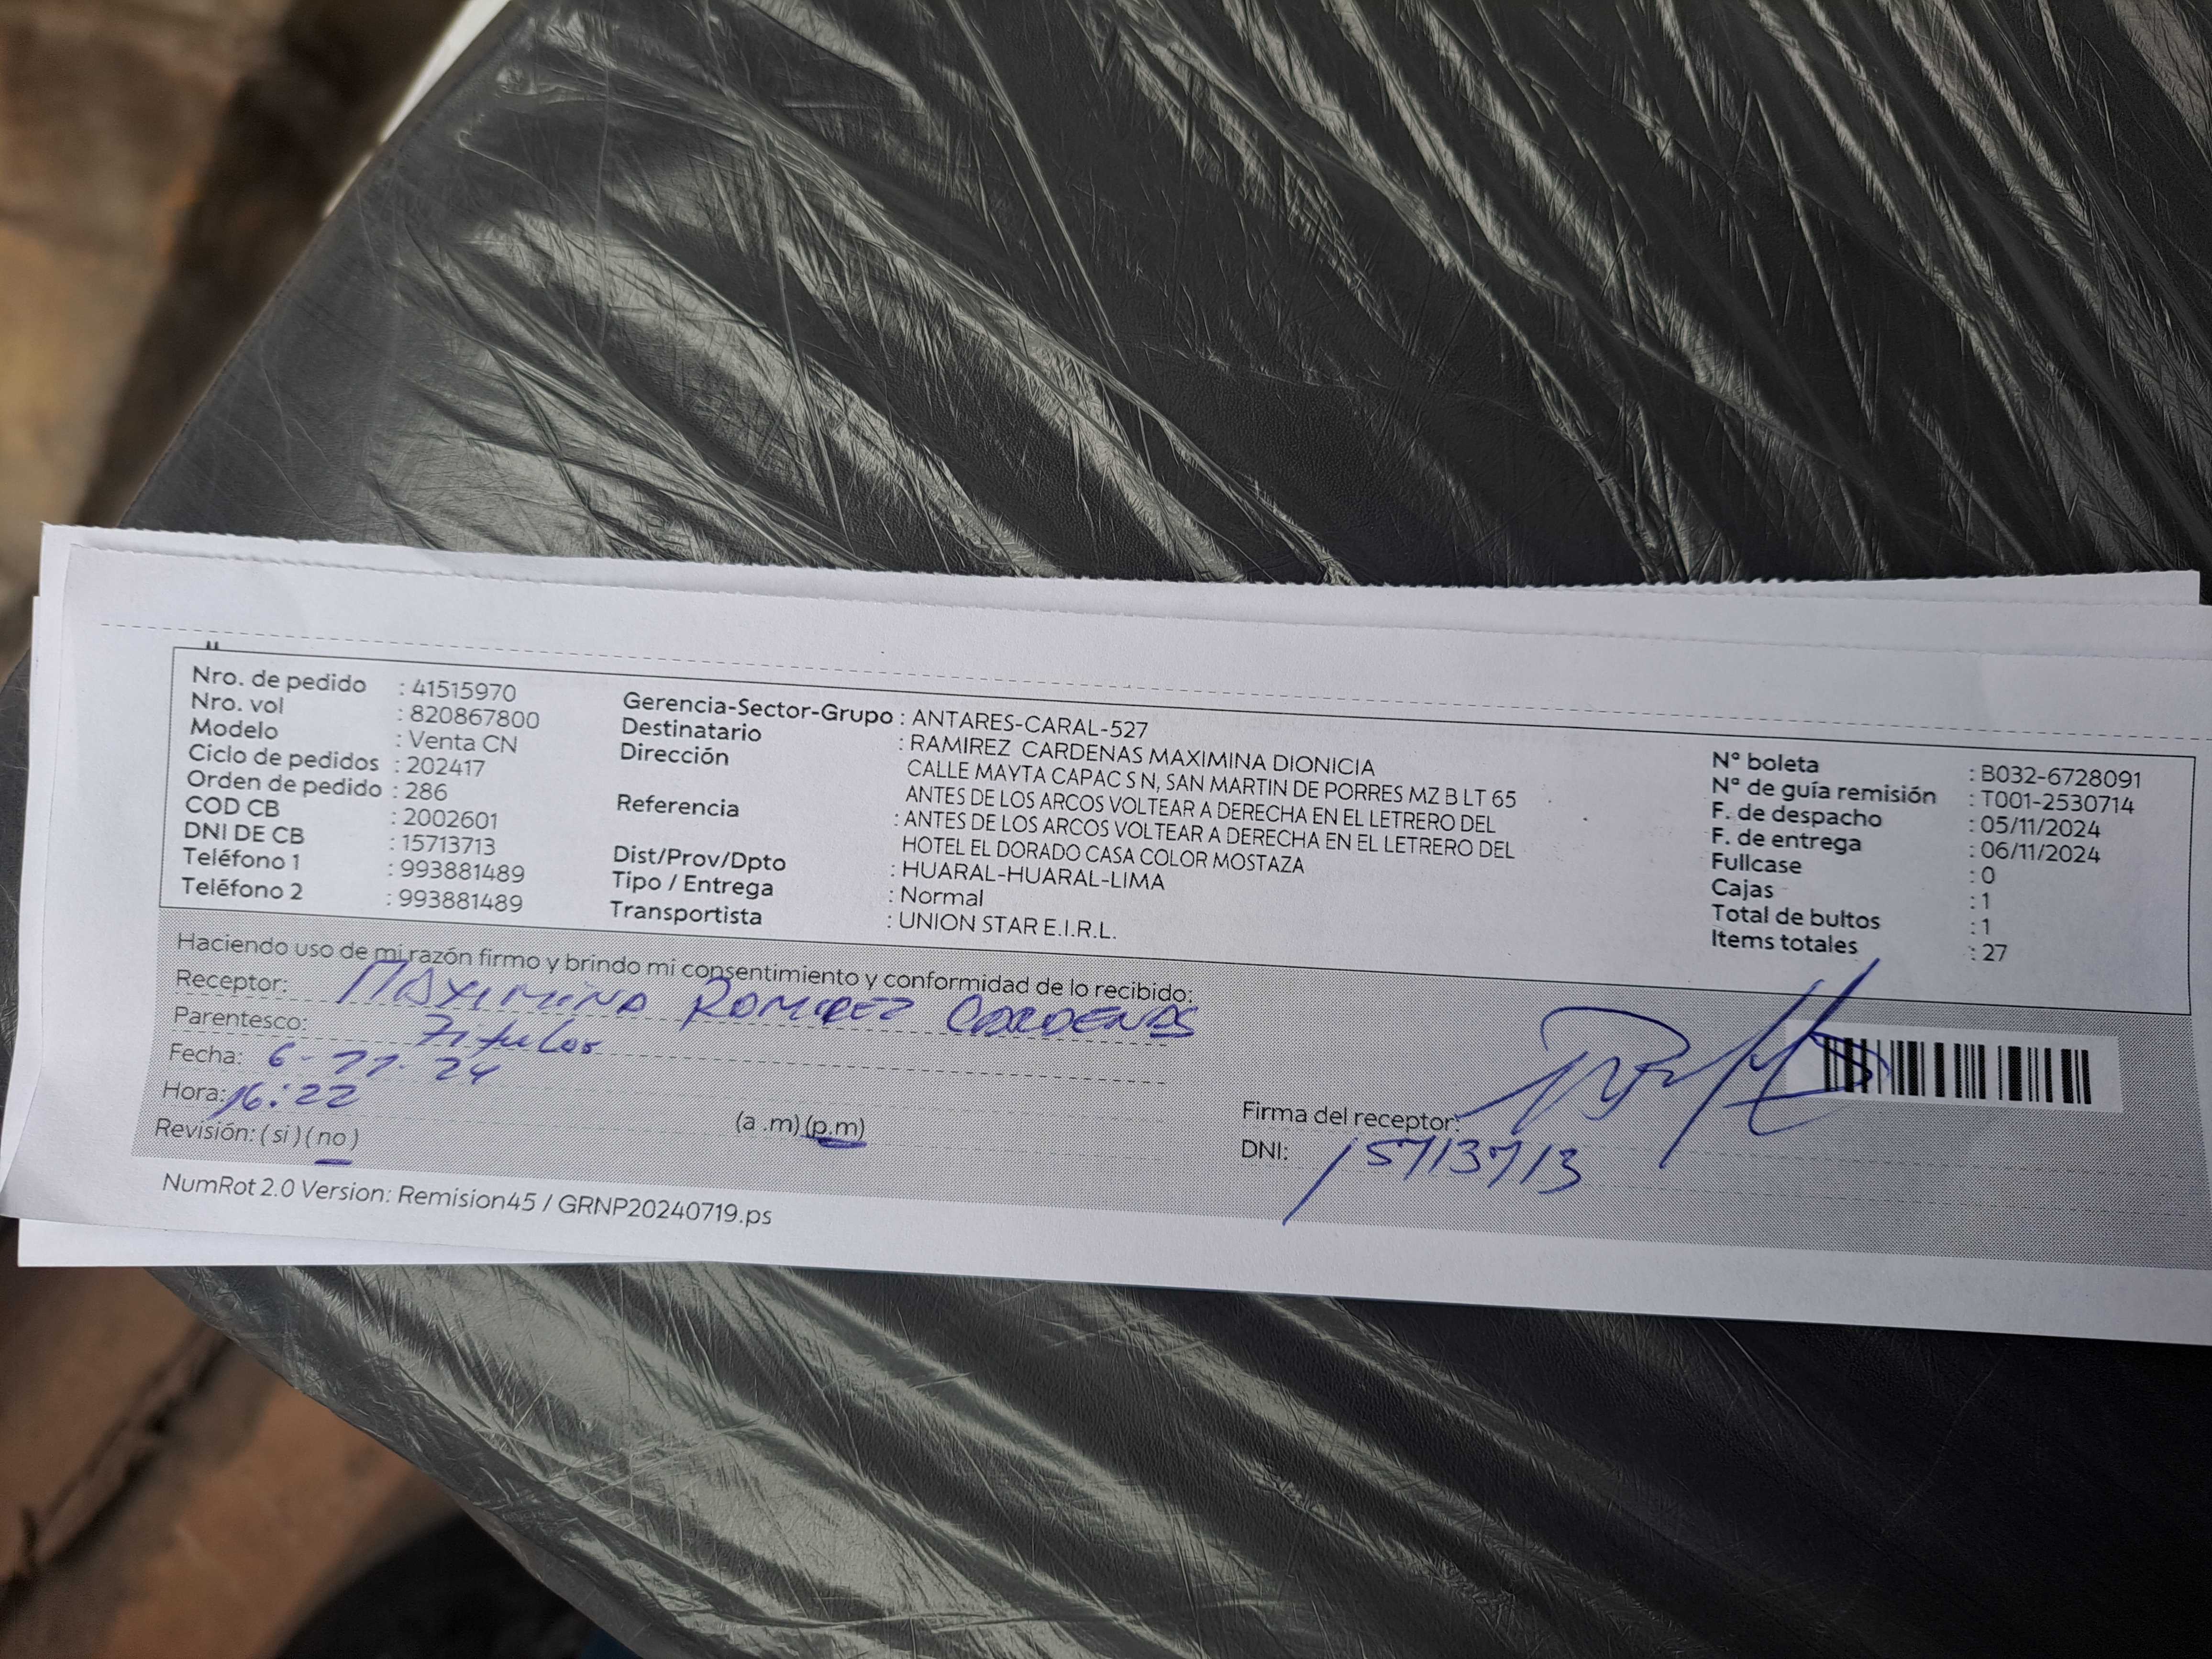 Nro. de pedido : 41515970
Nro. vol : 820867800
Modelo : Venta CN
Ciclo de pedidos : 202417
Orden de pedido : 286
COD CB : 2002601
DNI DE CB : 15713713
Teléfono 1 : 993881489
Teléfono 2 : 993881489
Gerencia-Sector-Grupo : ANTARES-CARAL-527
Destinatario : RAMIREZ CARDENAS MAXIMINA DIONICIA
Dirección CALLE MAYTA CAPAC S N, SAN MARTIN DE PORRES MZ B LT 65
ANTES DE LOS ARCOS VOLTEAR A DERECHA EN EL LETRERO DEL
Referencia : ANTES DE LOS ARCOS VOLTEAR A DERECHA EN EL LETRERO DEL
HOTEL EL DORADO CASA COLOR MOSTAZA
Dist/Prov/Dpto : HUARAL-HUARAL-LIMA
Tipo / Entrega : Normal
Transportista : UNION STAR E.I.R.L.
N° boleta : B032-6728091
N° de guía remisión : T001-2530714
F. de despacho : 05/11/2024
F. de entrega : 06/11/2024
Fullcase : 0
Cajas : 1
Total de bultos : 1
Items totales : 27
Haciendo uso de mi razón firmo y brindo mi consentimiento y conformidad de lo recibido:
Receptor: MAXIMINA RAMIREZ CARDENAS
Parentesco: Titular
Fecha: 6-11-24
Hora: 16:22 (a .m) (p.m)
Revisión: ( si ) ( no )
Firma del receptor:
DNI: 15713713
NumRot 2.0 Version: Remision45 / GRNP20240719.ps